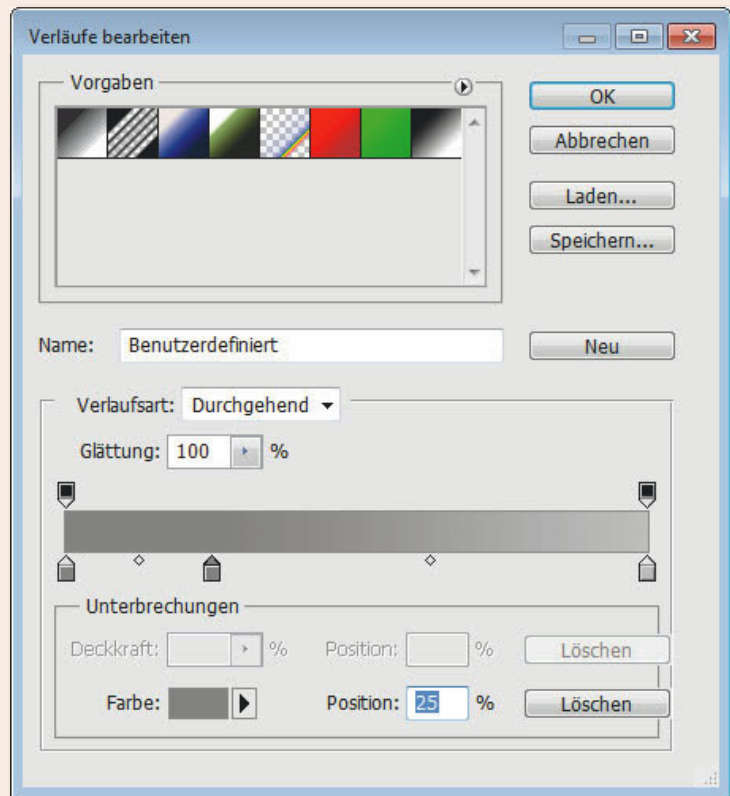 Verläufe bearbeiten
Vorgaben
OK
Abbrechen
Laden...
Speichern...
Name: Benutzerdefiniert
Neu
Verlaufsart: Durchgehend
Glättung: 100 %
Unterbrechungen
Deckkraft: % Position: % Löschen
Farbe: Position: 25 % Löschen